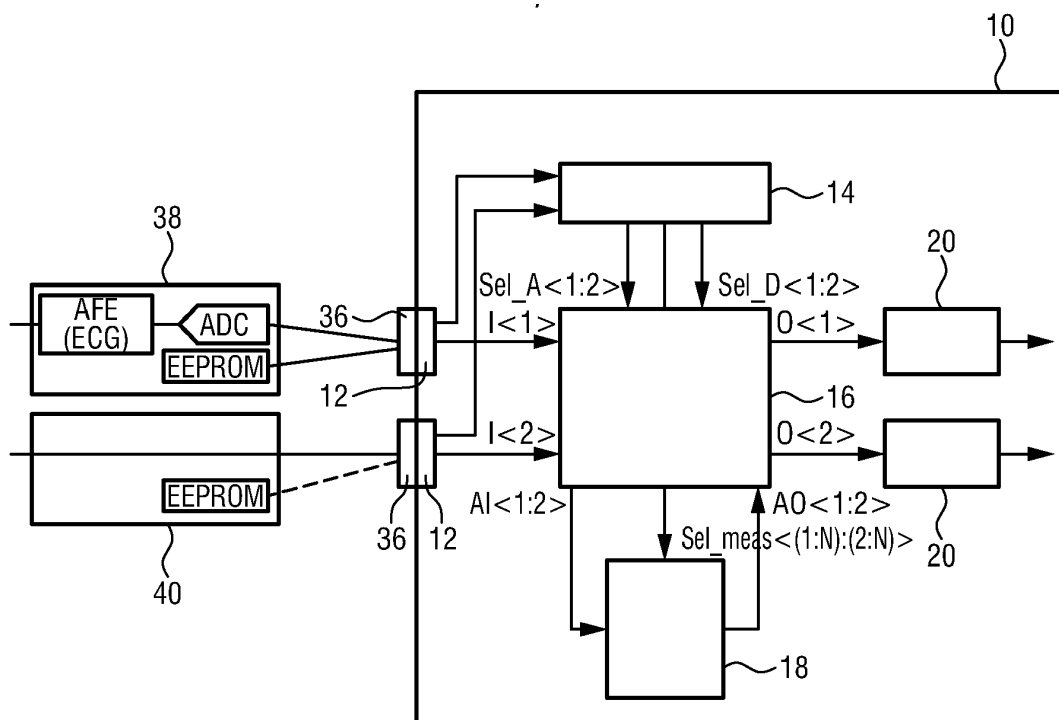 10
14
38
20
Sel_A<1:2>
Sel_D<1:2>
AFE
(ECG)
ADC
36
I<1>
O<1>
EEPROM
12
16
I<2>
O<2>
EEPROM
AI<1:2>
AO<1:2>
36
12
Sel_meas<(1:N):(2:N)>
20
40
18